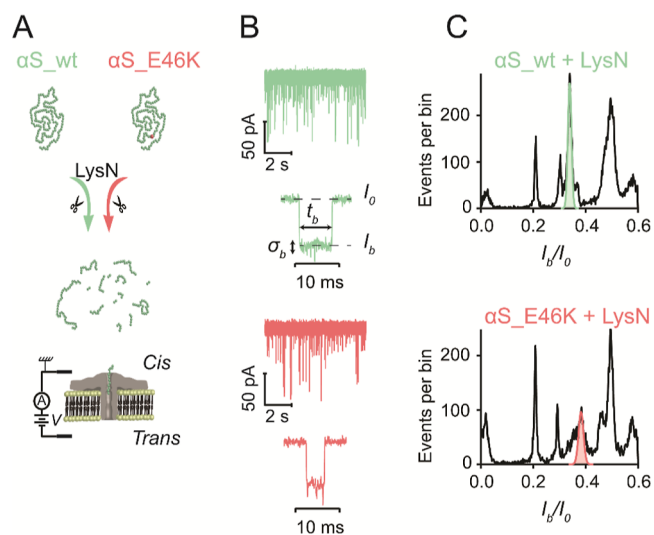 A
B
C
αS_wt
αS_E46K
LysN
Cis
A
V
Trans
50 pA
2 s
I0
tb
σb
Ib
10 ms
50 pA
2 s
10 ms
αS_wt + LysN
Events per bin
200
100
0
0.0 0.2 0.4 0.6
Ib/I0
αS_E46K + LysN
Events per bin
200
100
0
0.0 0.2 0.4 0.6
Ib/I0